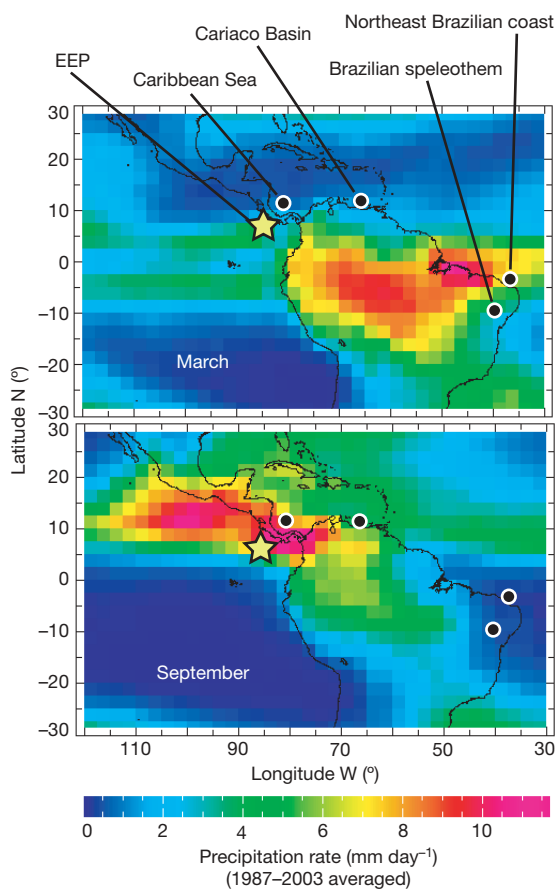 Northeast Brazilian coast
Cariaco Basin
EEP
Brazilian speleothem
Caribbean Sea
30
20
10
0
–10
–20
–30
March
Latitude N (º)
30
20
10
0
–10
–20
–30
September
110 90 70 50 30
Longitude W (º)
0 2 4 6 8 10
Precipitation rate (mm day–1)
(1987–2003 averaged)